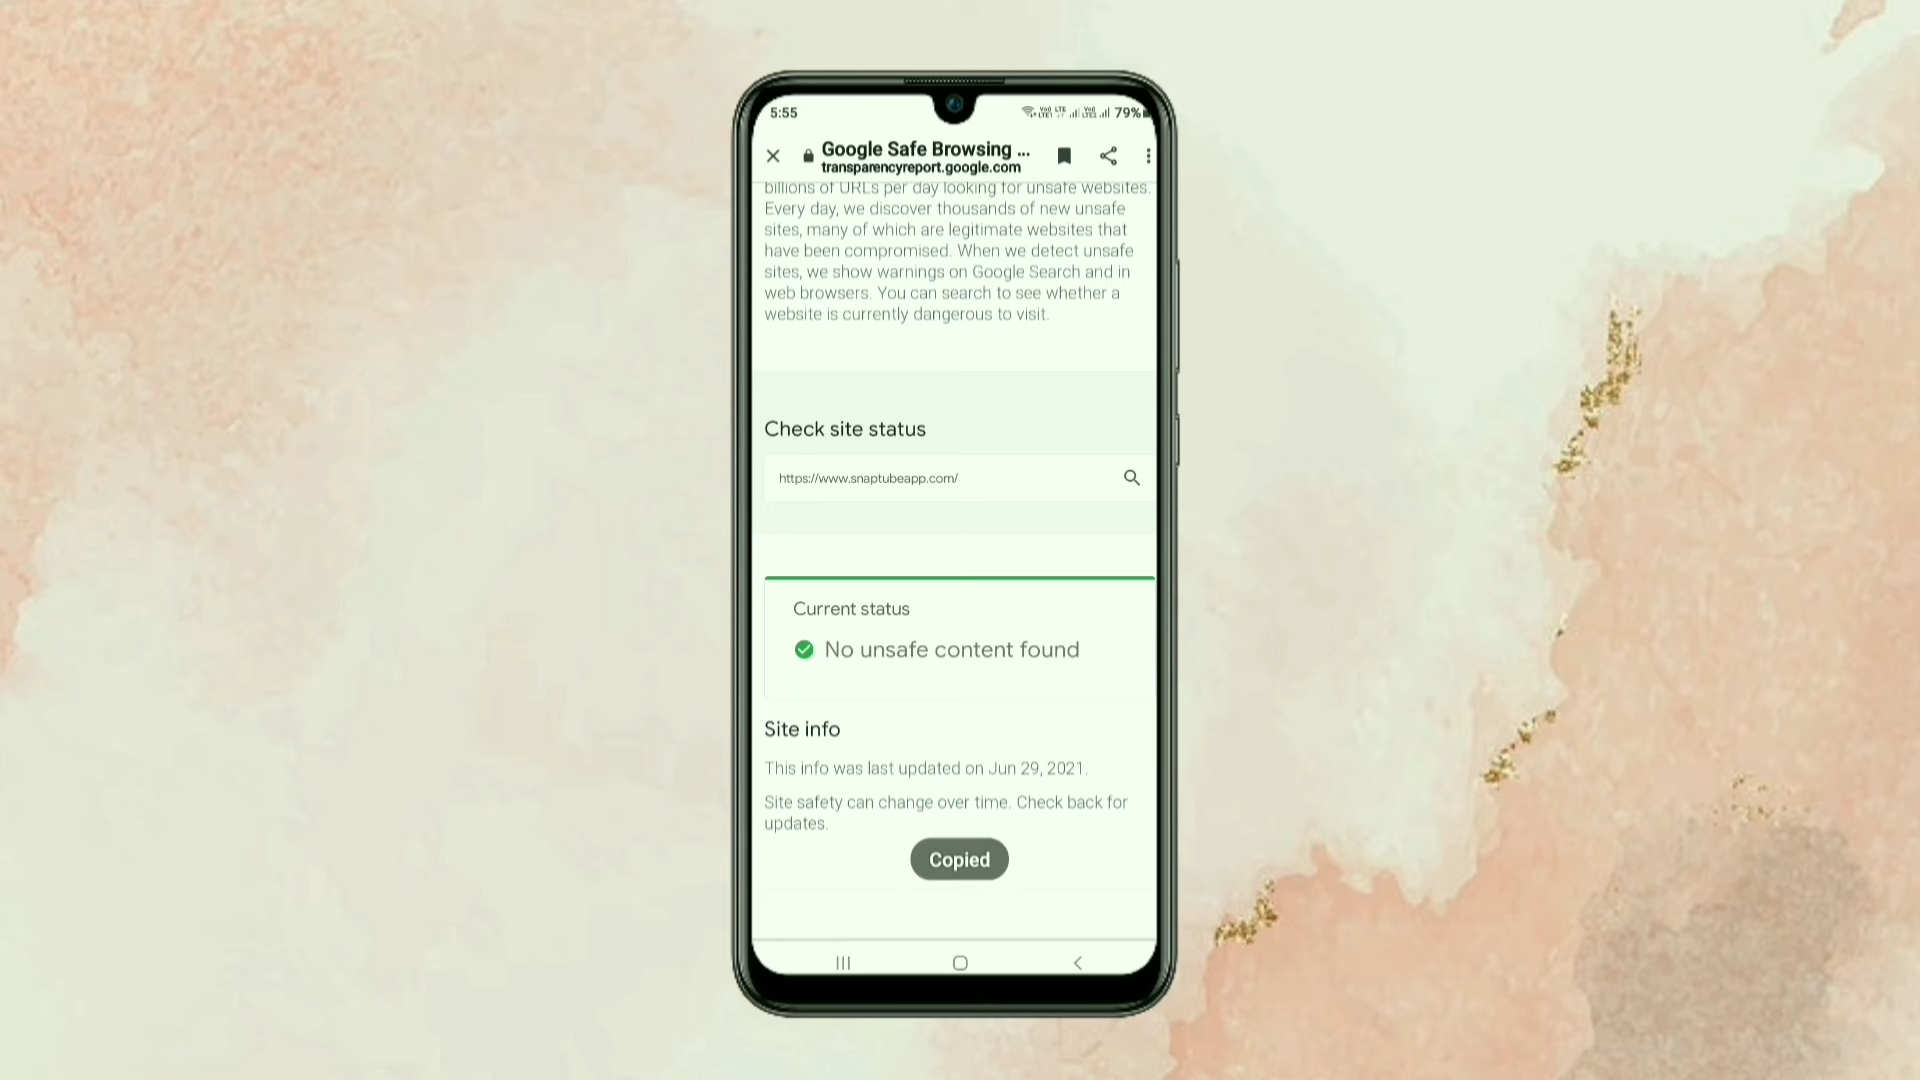 5:55
79%
Google Safe Browsing ...
transparencyreport.google.com
billions of URLs per day looking for unsafe websites.
Every day, we discover thousands of new unsafe
sites, many of which are legitimate websites that
have been compromised. When we detect unsafe
sites, we show warnings on Google Search and in
web browsers. You can search to see whether a
website is currently dangerous to visit.
Check site status
https://www.snaptubeapp.com/
Current status
No unsafe content found
Site info
This info was last updated on Jun 29, 2021.
Site safety can change over time. Check back for
updates.
Copied